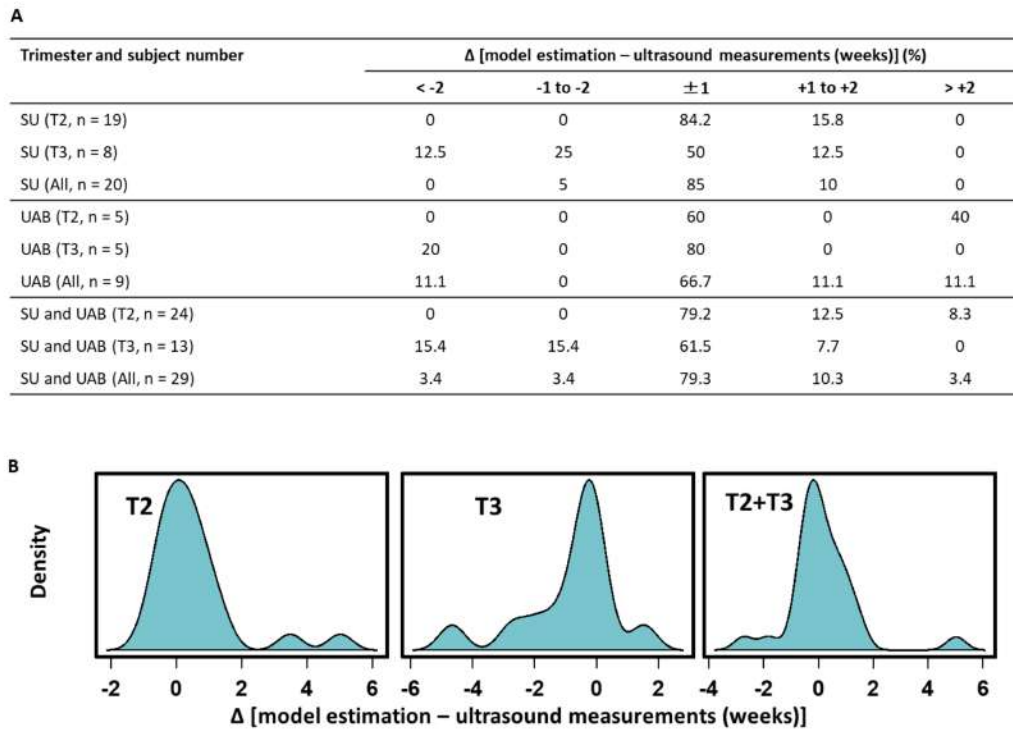 A
Trimester and subject number Δ [model estimation – ultrasound measurements (weeks)] (%)
< -2 -1 to -2 ±1 +1 to +2 > +2
SU (T2, n = 19) 0 0 84.2 15.8 0
SU (T3, n = 8) 12.5 25 50 12.5 0
SU (All, n = 20) 0 5 85 10 0
UAB (T2, n = 5) 0 0 60 0 40
UAB (T3, n = 5) 20 0 80 0 0
UAB (All, n = 9) 11.1 0 66.7 11.1 11.1
SU and UAB (T2, n = 24) 0 0 79.2 12.5 8.3
SU and UAB (T3, n = 13) 15.4 15.4 61.5 7.7 0
SU and UAB (All, n = 29) 3.4 3.4 79.3 10.3 3.4
B
Density
T2 T3 T2+T3
-2 0 2 4 6 -6 -4 -2 0 2 -4 -2 0 2 4 6
Δ [model estimation – ultrasound measurements (weeks)]